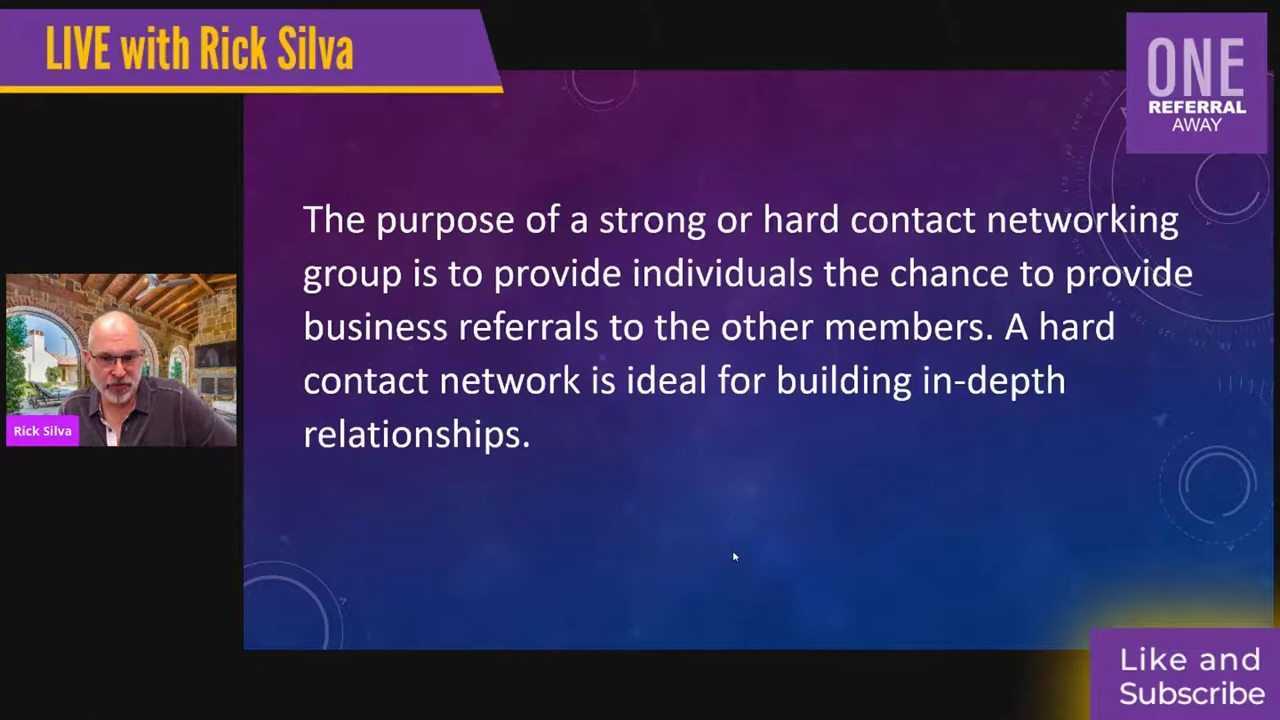 LIVE with Rick Silva
ONE
REFERRAL
AWAY
The purpose of a strong or hard contact networking
group is to provide individuals the chance to provide
business referrals to the other members. A hard
contact network is ideal for building in-depth
relationships.
Rick Silva
Like and
Subscribe